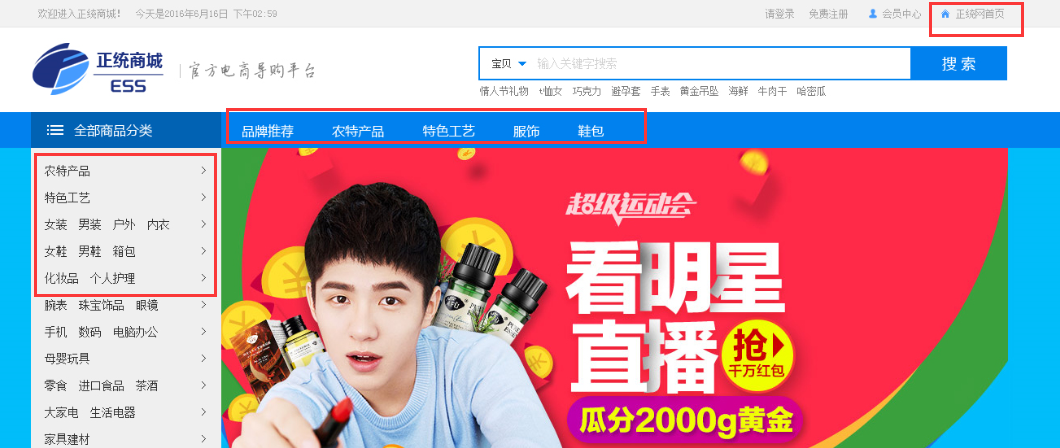 欢迎进入正统商城! 今天是2016年6月16日 下午02:59 请登录 免费注册 会员中心 正统网首页
正统商城
ESS
官方电商导购平台
宝贝 输入关键字搜索 搜 索
情人节礼物 t恤女 巧克力 避孕套 手表 黄金吊坠 海鲜 牛肉干 哈密瓜
全部商品分类 品牌推荐 农特产品 特色工艺 服饰 鞋包
农特产品
特色工艺
女装 男装 户外 内衣
女鞋 男鞋 箱包
化妆品 个人护理
腕表 珠宝饰品 眼镜
手机 数码 电脑办公
母婴玩具
零食 进口食品 茶酒
大家电 生活电器
家具建材
超级运动会
看明星
直播
抢
千万红包
瓜分2000g黄金